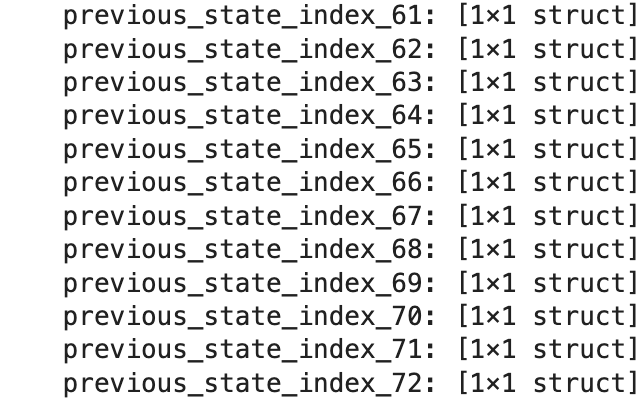 previous_state_index_61: [1×1 struct]
previous_state_index_62: [1×1 struct]
previous_state_index_63: [1×1 struct]
previous_state_index_64: [1×1 struct]
previous_state_index_65: [1×1 struct]
previous_state_index_66: [1×1 struct]
previous_state_index_67: [1×1 struct]
previous_state_index_68: [1×1 struct]
previous_state_index_69: [1×1 struct]
previous_state_index_70: [1×1 struct]
previous_state_index_71: [1×1 struct]
previous_state_index_72: [1×1 struct]